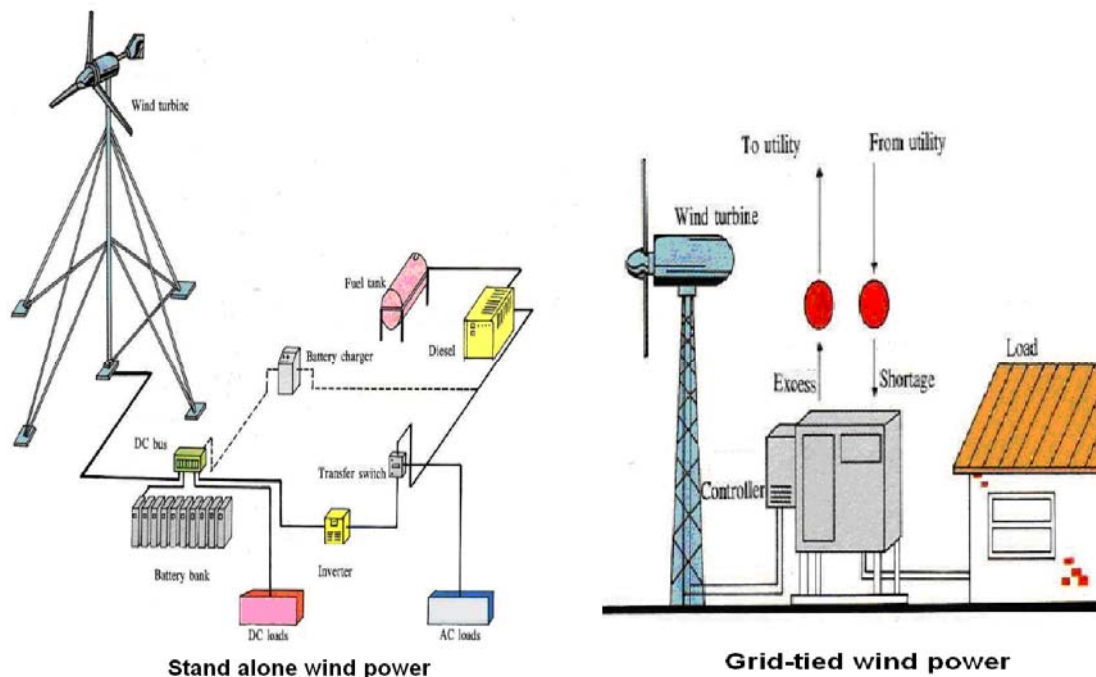 Wind turbine
Fuel tank
Diesel
Battery charger
DC bus
Transfer switch
Battery bank
Inverter
DC loads
AC loads
Stand alone wind power
To utility
From utility
Wind turbine
Load
Excess
Shortage
Controller
Grid-tied wind power